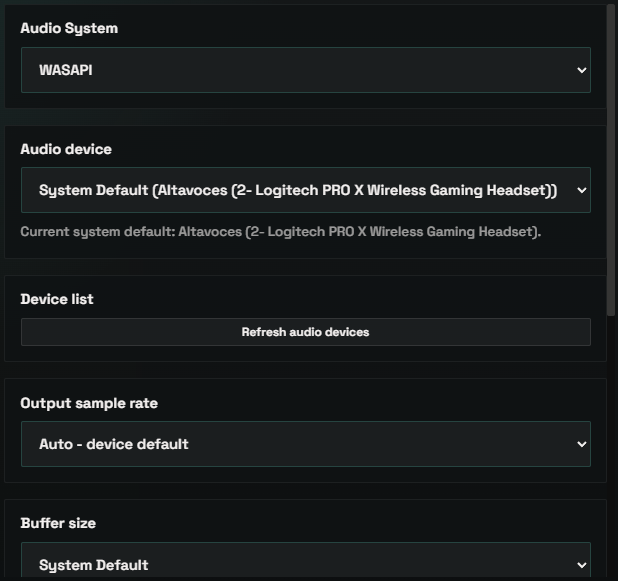 Audio System
WASAPI
Audio device
System Default (Altavoces (2- Logitech PRO X Wireless Gaming Headset))
Current system default: Altavoces (2- Logitech PRO X Wireless Gaming Headset).
Device list
Refresh audio devices
Output sample rate
Auto - device default
Buffer size
System Default